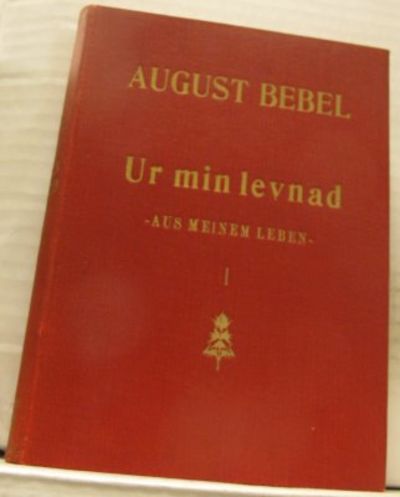 AUGUST BEBEL
Ur min levnad
-AUS MEINEM LEBEN-
I